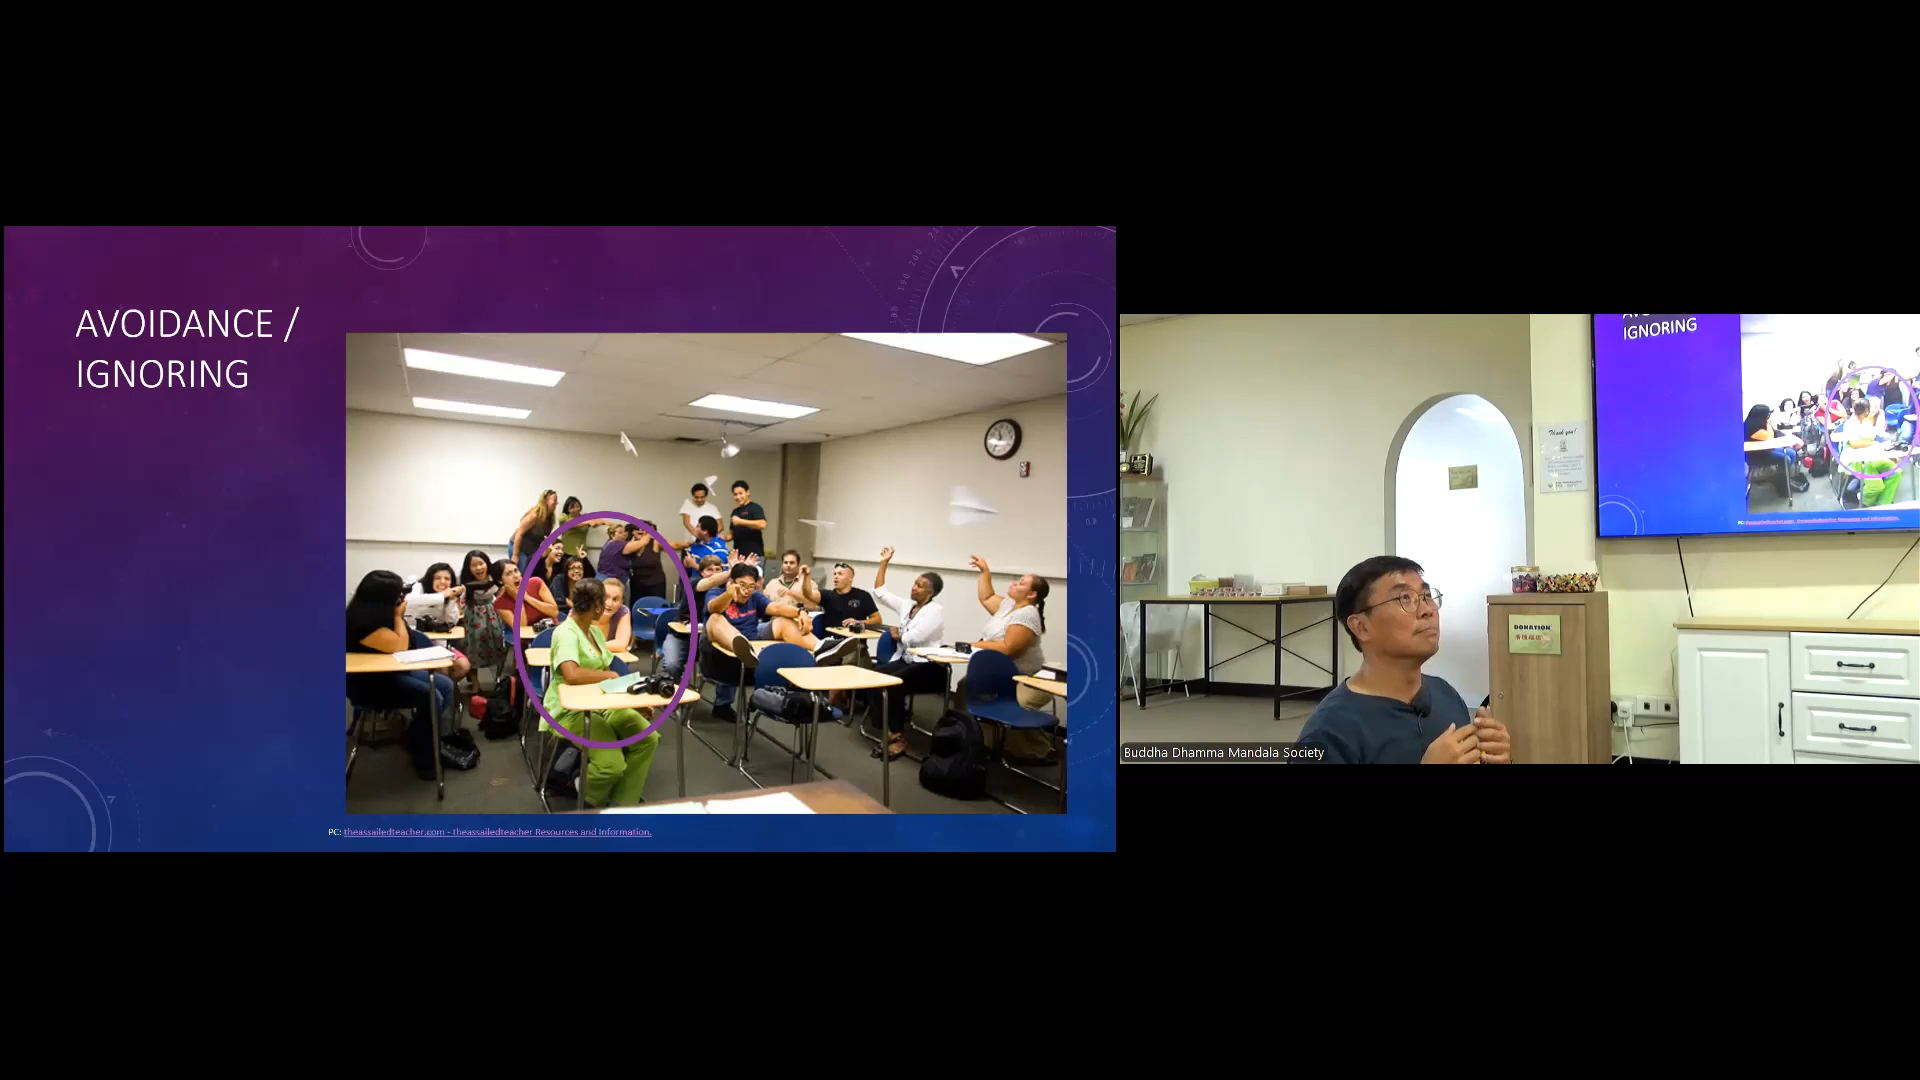 AVOIDANCE /
IGNORING
PC: theassailedteacher.com - theassailedteacher Resources and Information.
IGNORING
Thank you!
DONATION
Buddha Dhamma Mandala Society